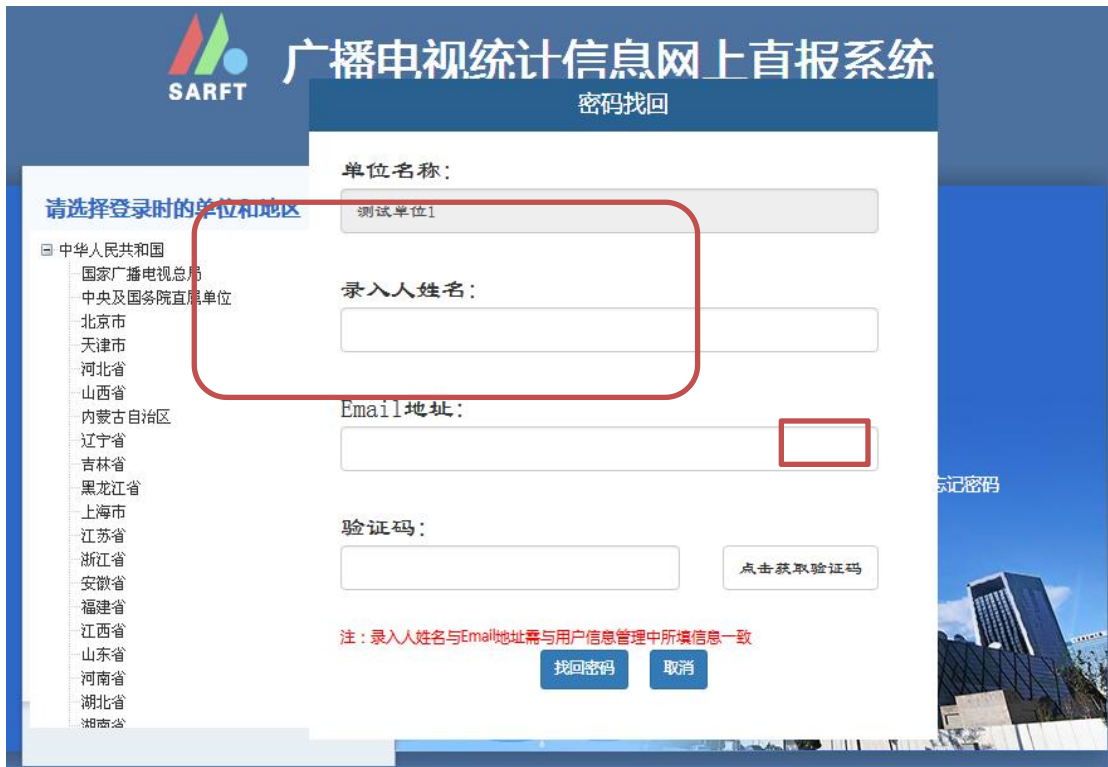 SARFT
广播电视统计信息网上直报系统
密码找回
请选择登录时的单位和地区
中华人民共和国
国家广播电视总局
中央及国务院直属单位
北京市
天津市
河北省
山西省
内蒙古自治区
辽宁省
吉林省
黑龙江省
上海市
江苏省
浙江省
安徽省
福建省
江西省
山东省
河南省
湖北省
湖南省
单位名称：
测试单位1
录入人姓名：
Email地址：
验证码：
点击获取验证码
注：录入人姓名与Email地址需与用户信息管理中所填信息一致
找回密码
取消
忘记密码